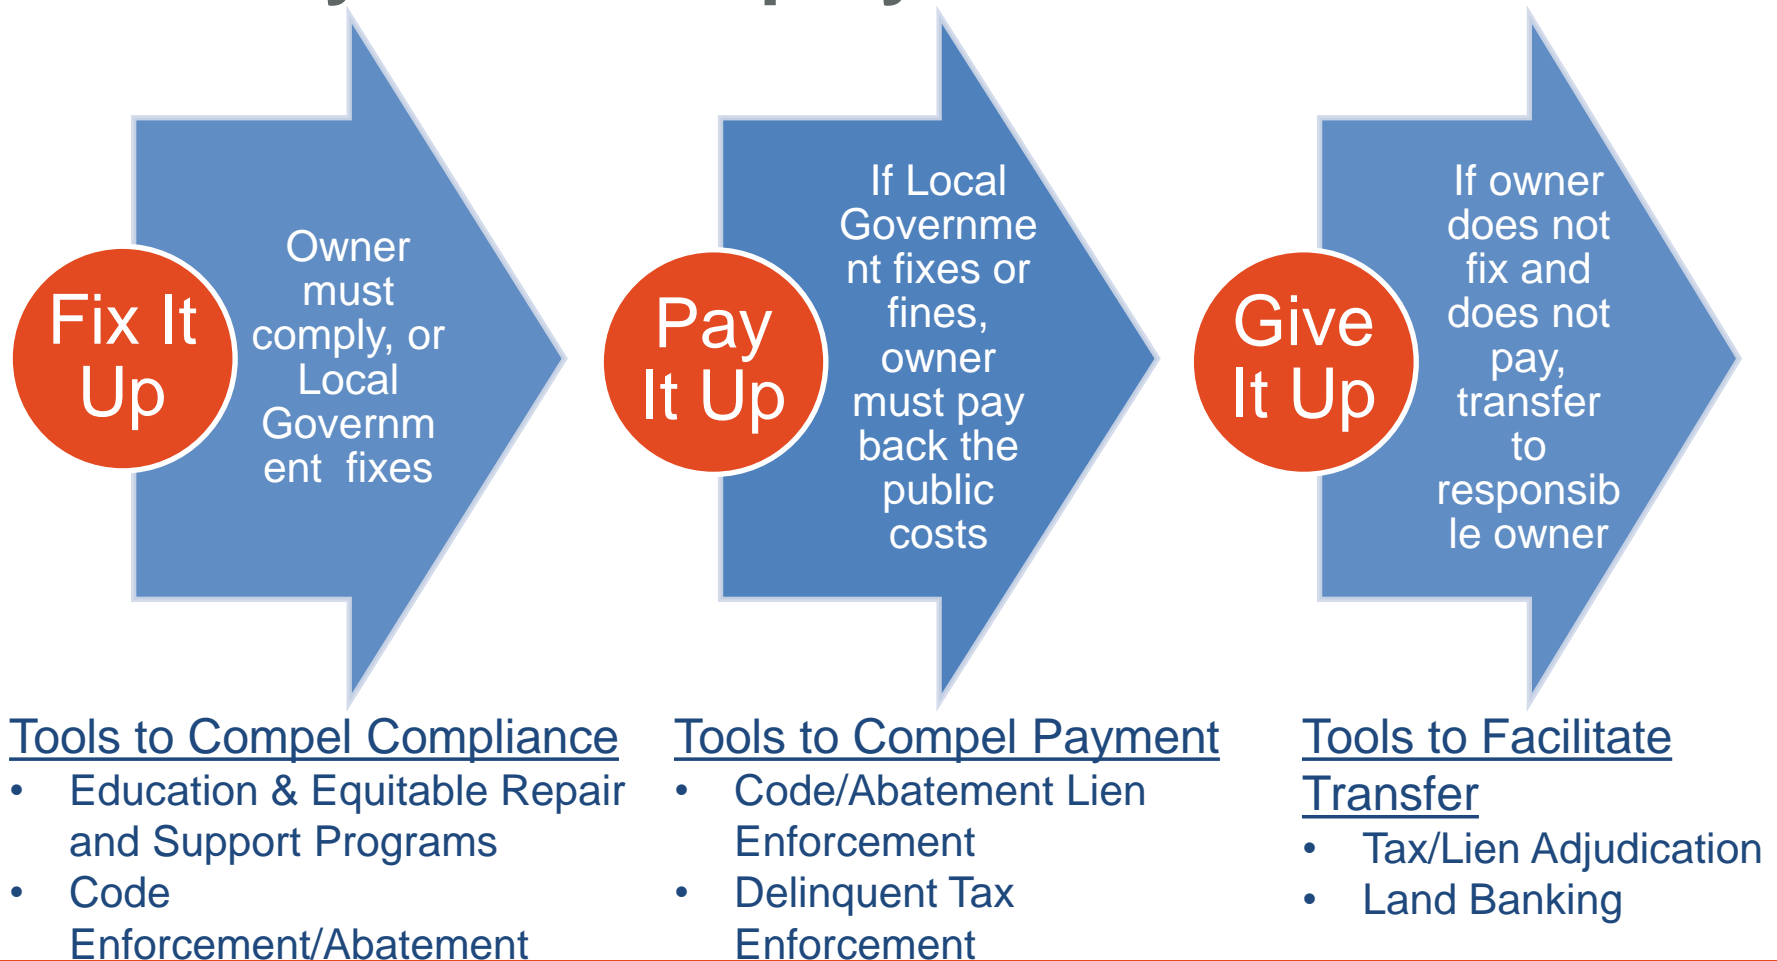 Fix It
Up
Owner
must
comply, or
Local
Governm
ent fixes
Pay
It Up
If Local
Governme
nt fixes or
fines,
owner
must pay
back the
public
costs
Give
It Up
If owner
does not
fix and
does not
pay,
transfer
to
responsib
le owner
Tools to Compel Compliance
• Education & Equitable Repair
and Support Programs
• Code
Enforcement/Abatement
Tools to Compel Payment
• Code/Abatement Lien
Enforcement
• Delinquent Tax
Enforcement
Tools to Facilitate
Transfer
• Tax/Lien Adjudication
• Land Banking